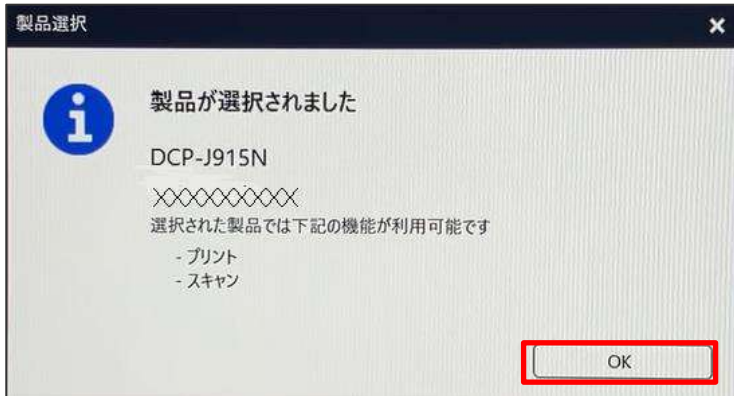 製品選択
製品が選択されました
DCP-J915N
XXXXXXXXXX
選択された製品では下記の機能が利用可能です
- プリント
- スキャン
OK